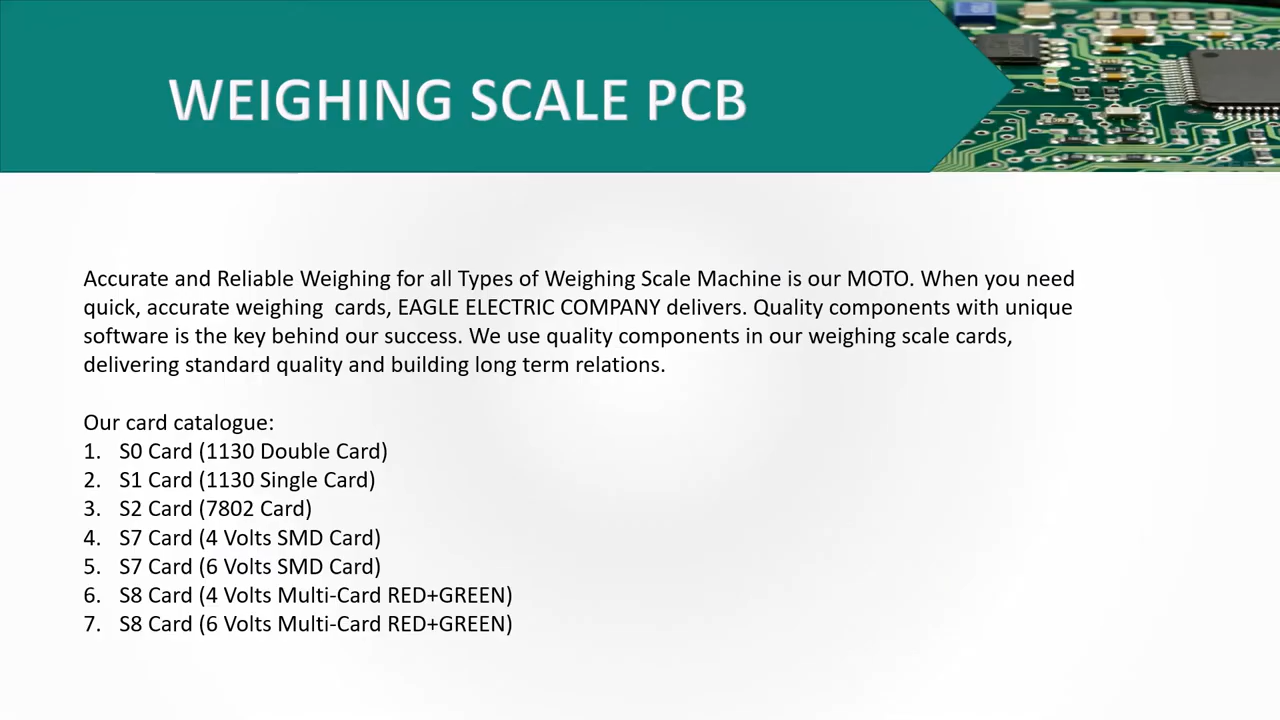 WEIGHING SCALE PCB
Accurate and Reliable Weighing for all Types of Weighing Scale Machine is our MOTO. When you need
quick, accurate weighing  cards, EAGLE ELECTRIC COMPANY delivers. Quality components with unique
software is the key behind our success. We use quality components in our weighing scale cards,
delivering standard quality and building long term relations.
Our card catalogue:
1. S0 Card (1130 Double Card)
2. S1 Card (1130 Single Card)
3. S2 Card (7802 Card)
4. S7 Card (4 Volts SMD Card)
5. S7 Card (6 Volts SMD Card)
6. S8 Card (4 Volts Multi-Card RED+GREEN)
7. S8 Card (6 Volts Multi-Card RED+GREEN)